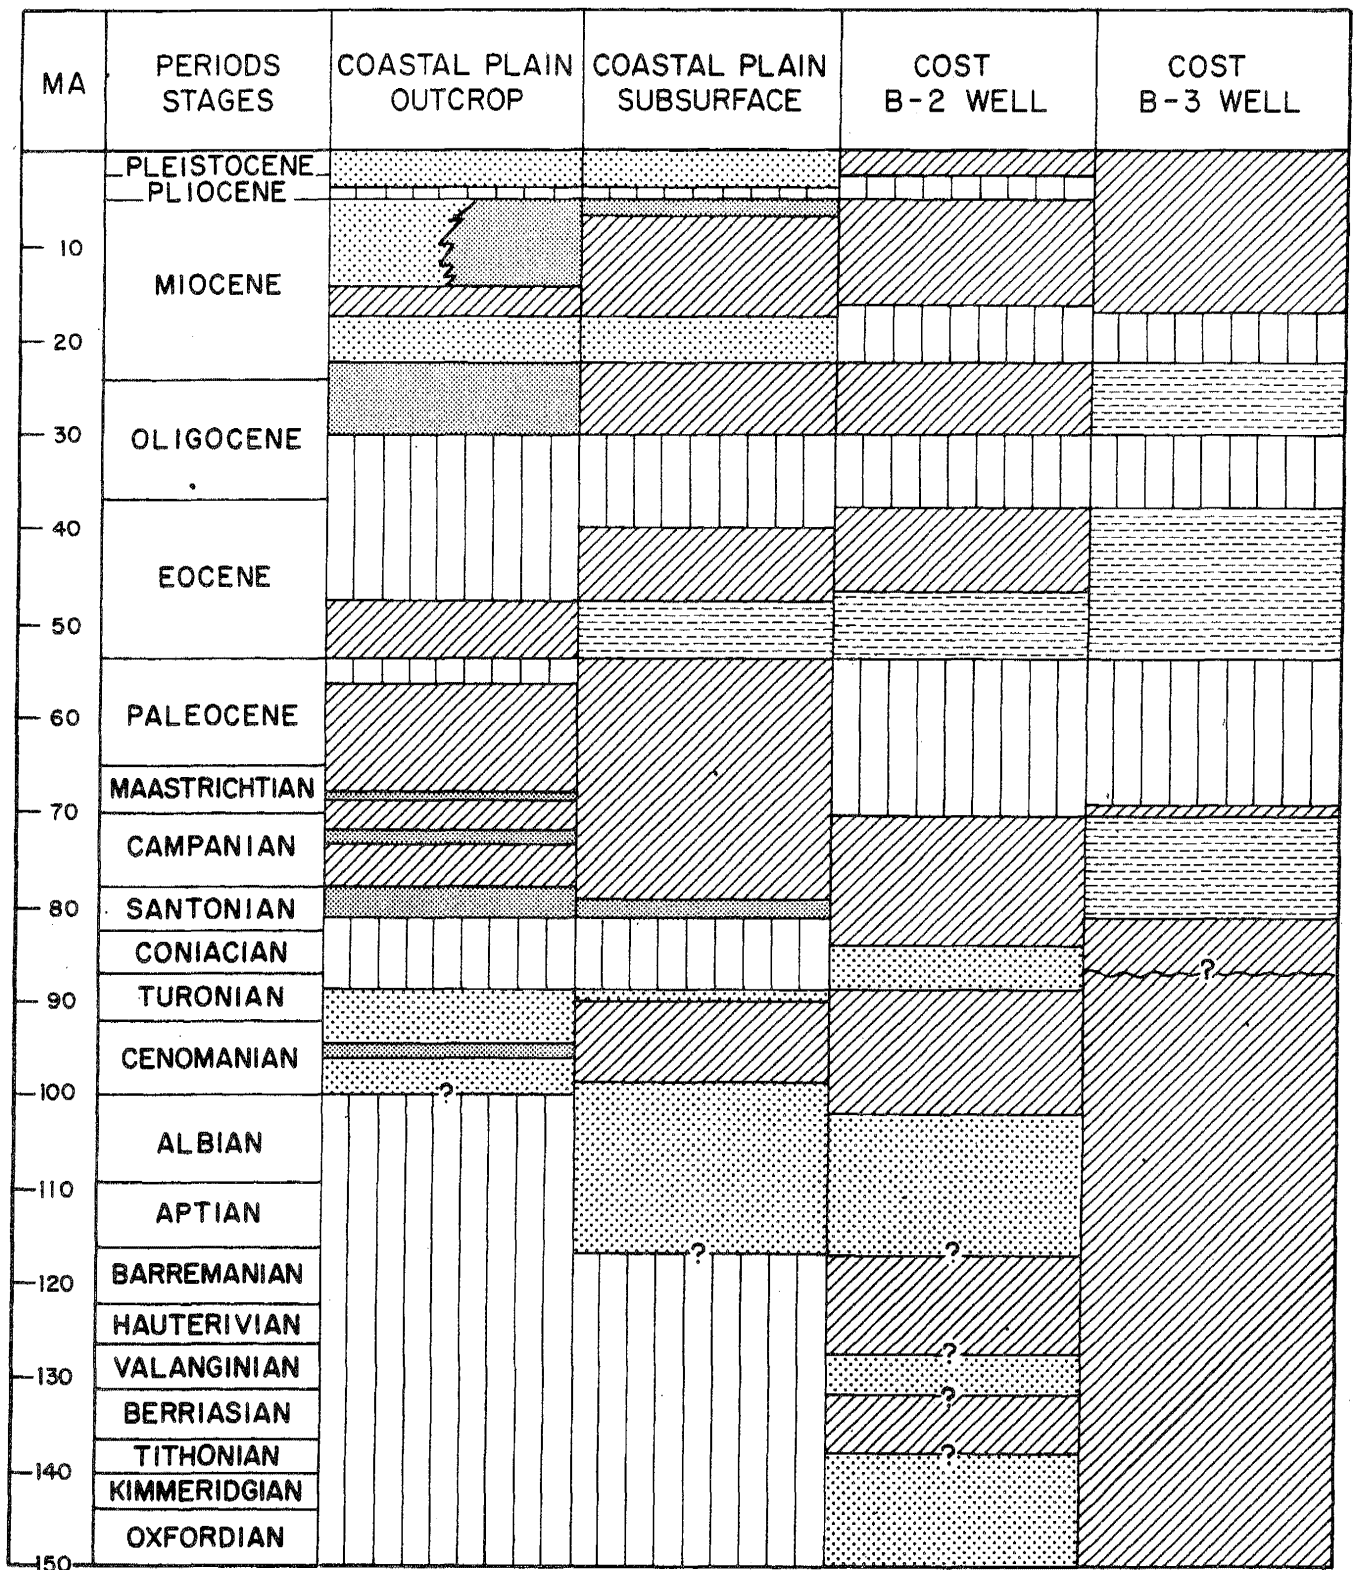 MA
PERIODS
STAGES
COASTAL PLAIN
OUTCROP
COASTAL PLAIN
SUBSURFACE
COST
B-2 WELL
COST
B-3 WELL
PLEISTOCENE
PLIOCENE
10
MIOCENE
20
30
OLIGOCENE
40
EOCENE
50
60
PALEOCENE
MAASTRICHTIAN
70
CAMPANIAN
80
SANTONIAN
CONIACIAN
?
90
TURONIAN
CENOMANIAN
100
?
ALBIAN
110
APTIAN
?
?
120
BARREMANIAN
HAUTERIVIAN
?
130
VALANGINIAN
?
BERRIASIAN
TITHONIAN
?
140
KIMMERIDGIAN
OXFORDIAN
150